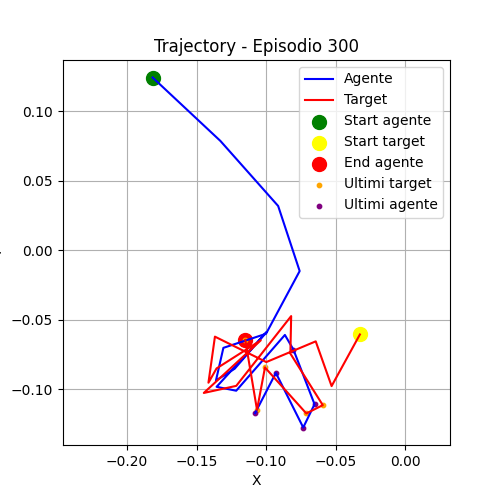 Trajectory - Episodio 300
Agente
Target
Start agente
Start target
End agente
Ultimi target
Ultimi agente
0.10
0.05
0.00
−0.05
−0.10
−0.20
−0.15
−0.10
−0.05
0.00
X